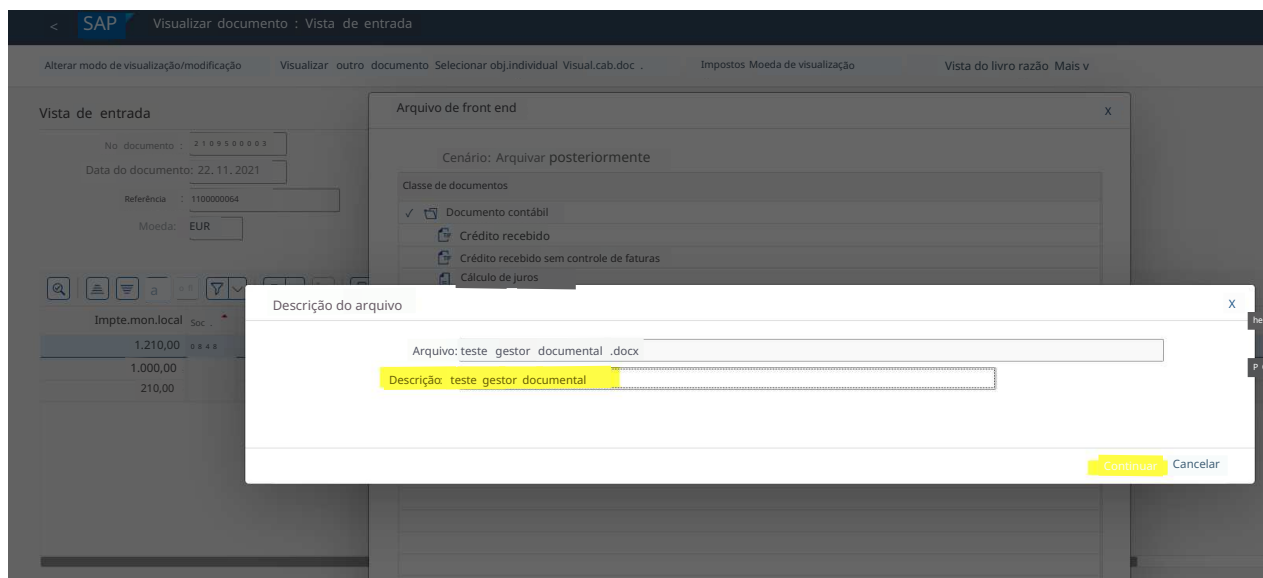 < SAP Visualizar documento : Vista de entrada
Alterar modo de visualização/modificação Visualizar outro documento Selecionar obj.individual Visual.cab.doc . Impostos Moeda de visualização Vista do livro razão Mais v
Vista de entrada
Arquivo de front end X
No documento : 2109500003
Cenário: Arquivar posteriormente
Data do documento: 22.11.2021
Classe de documentos
Referência : 1100000064
Documento contábil
Moeda: EUR
Crédito recebido
Crédito recebido sem controle de faturas
Cálculo de juros
Descrição do arquivo X
Impte.mon.local Soc .
1.210,00 0848
1.000,00
210,00
Arquivo: teste gestor documental .docx
Descrição: teste gestor documental
Continuar Cancelar